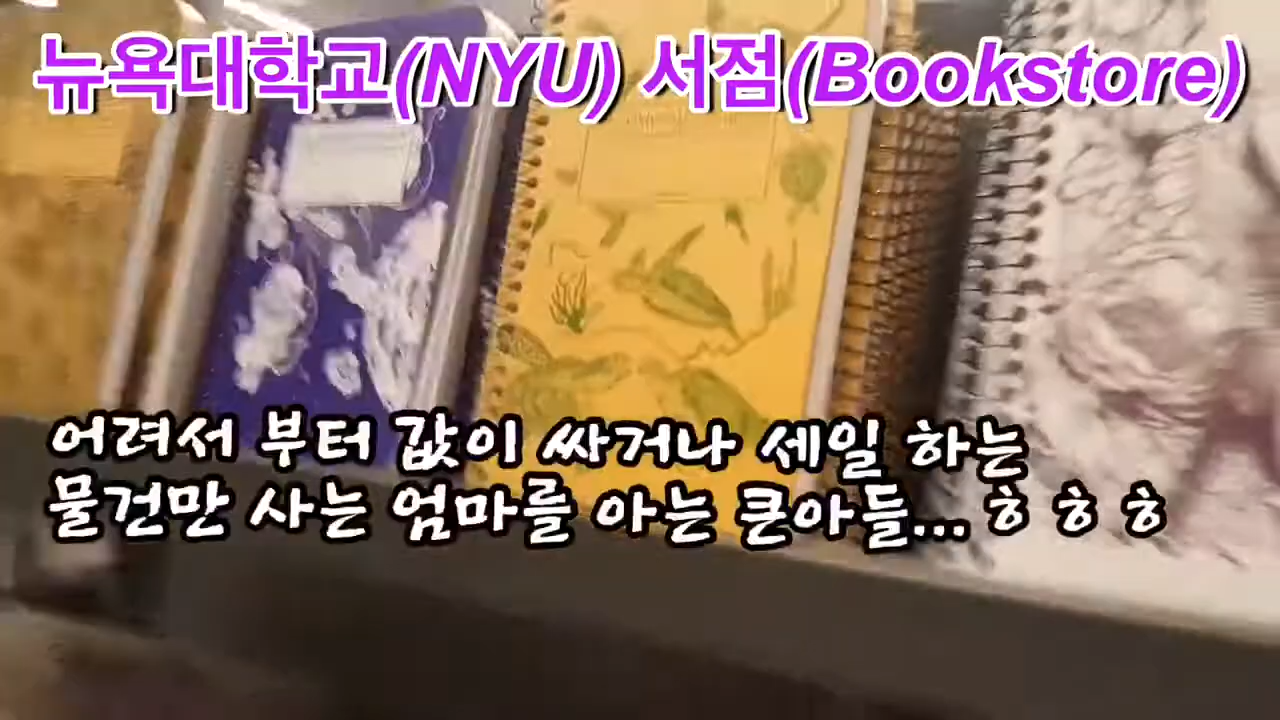 뉴욕대학교(NYU) 서점(Bookstore)
어려서 부터 값이 싸거나 세일 하는
물건만 사는 엄마를 아는 큰아들... ㅎ ㅎ ㅎ